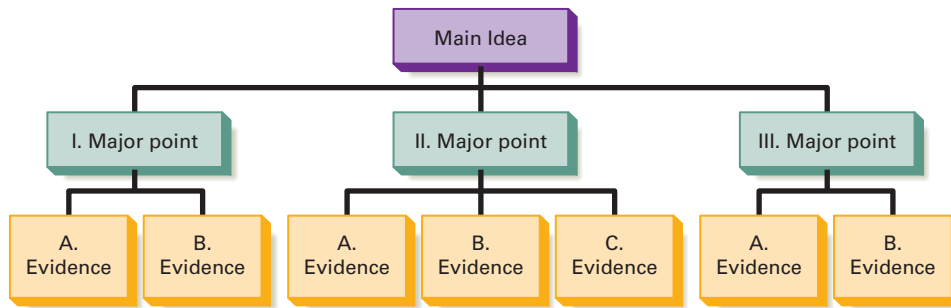 Main Idea
I. Major point
II. Major point
III. Major point
A.
Evidence
B.
Evidence
A.
Evidence
B.
Evidence
C.
Evidence
A.
Evidence
B.
Evidence